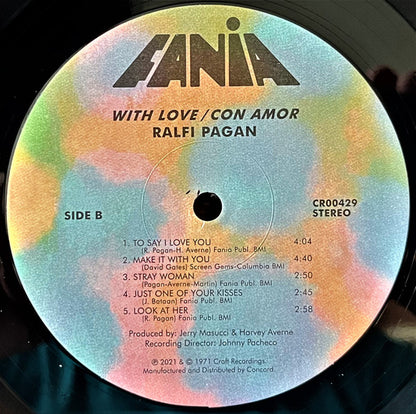 FANIA
WITH LOVE / CON AMOR
RALFI PAGAN
SIDE B
CR00429
STEREO
1. TO SAY I LOVE YOU 4:04
(R. Pagan-H. Averne) Fania Publ. BMI
2. MAKE IT WITH YOU 4:40
(David Gates) Screen Gems-Columbia BMI
3. STRAY WOMAN 2:50
(Pagan-Averne-Martin) Fania Publ. BMI
4. JUST ONE OF YOUR KISSES 2:45
(J. Bataan) Fania Publ. BMI
5. LOOK AT HER 2:58
(R. Pagan) Fania Publ. BMI
Produced by: Jerry Masucci & Harvey Averne
Recording Director: Johnny Pacheco
℗ 2021 & © 1971 Craft Recordings.
Manufactured and Distributed by Concord.